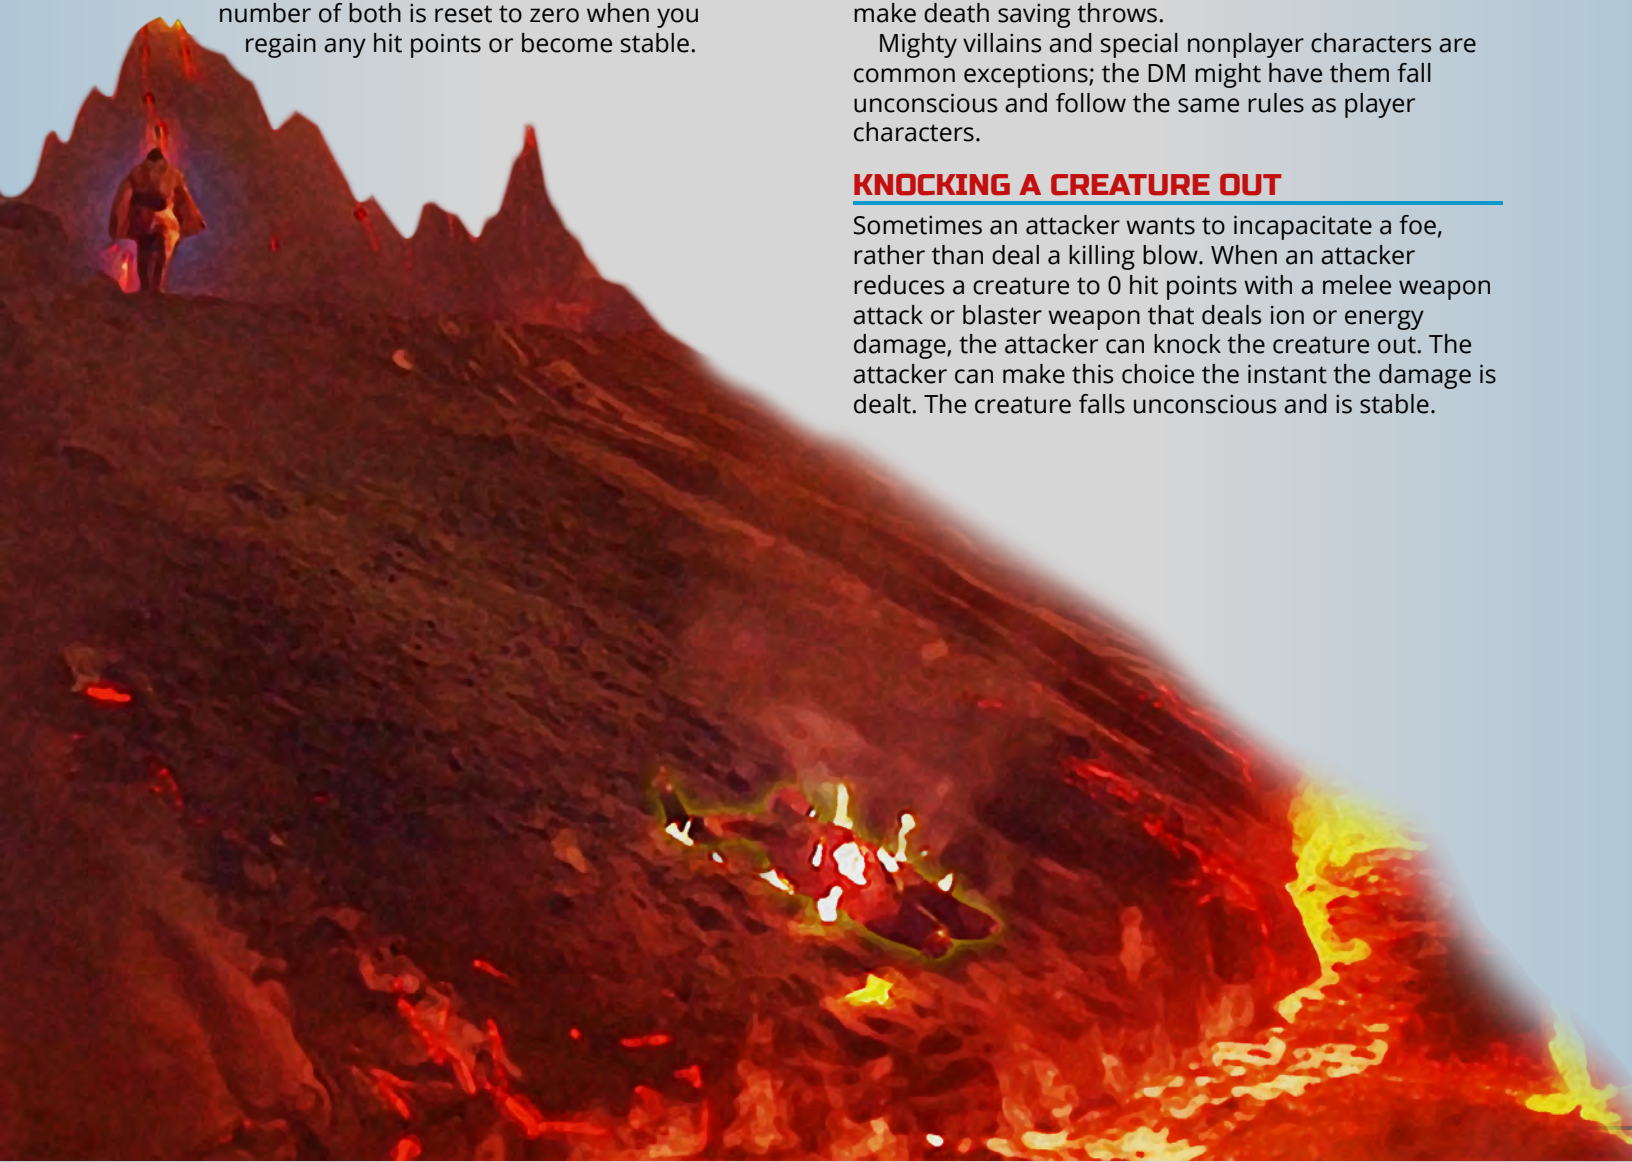 number of both is reset to zero when you
regain any hit points or become stable.
make death saving throws.
Mighty villains and special nonplayer characters are
common exceptions; the DM might have them fall
unconscious and follow the same rules as player
characters.
KNOCKING A CREATURE OUT
Sometimes an attacker wants to incapacitate a foe,
rather than deal a killing blow. When an attacker
reduces a creature to 0 hit points with a melee weapon
attack or blaster weapon that deals ion or energy
damage, the attacker can knock the creature out. The
attacker can make this choice the instant the damage is
dealt. The creature falls unconscious and is stable.